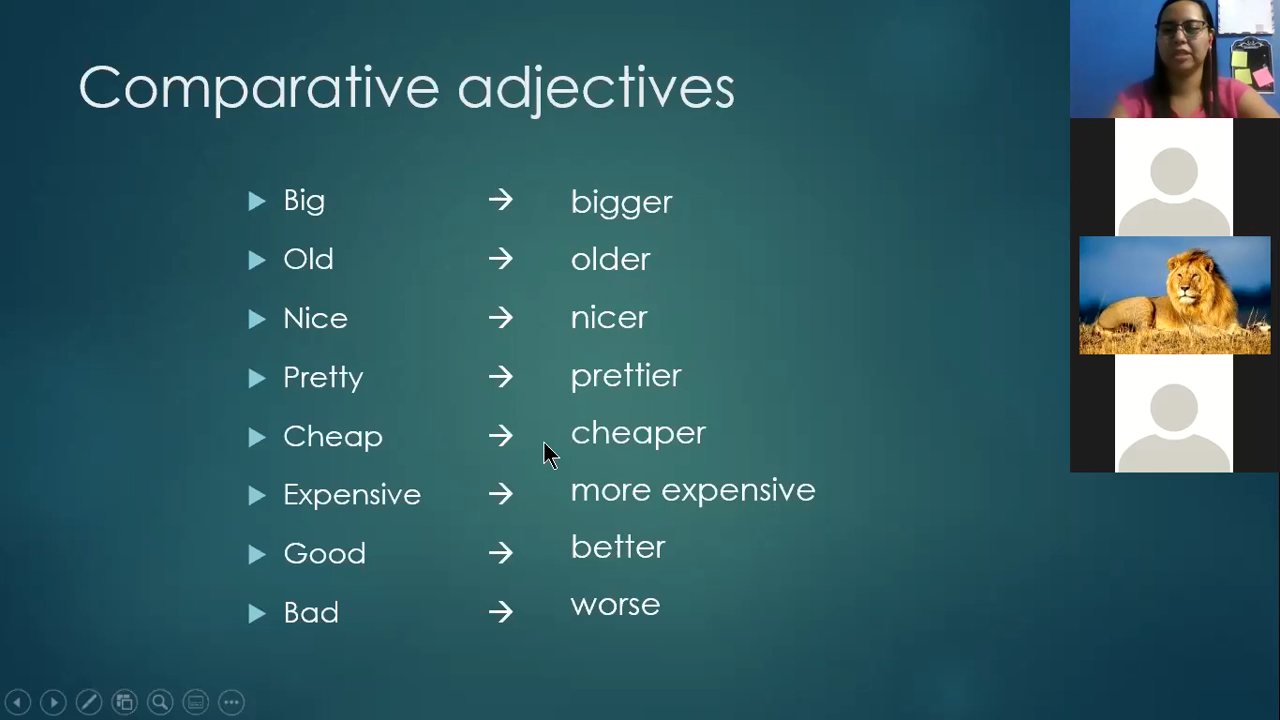 Comparative adjectives
Big → bigger
Old → older
Nice → nicer
Pretty → prettier
Cheap → cheaper
Expensive → more expensive
Good → better
Bad → worse